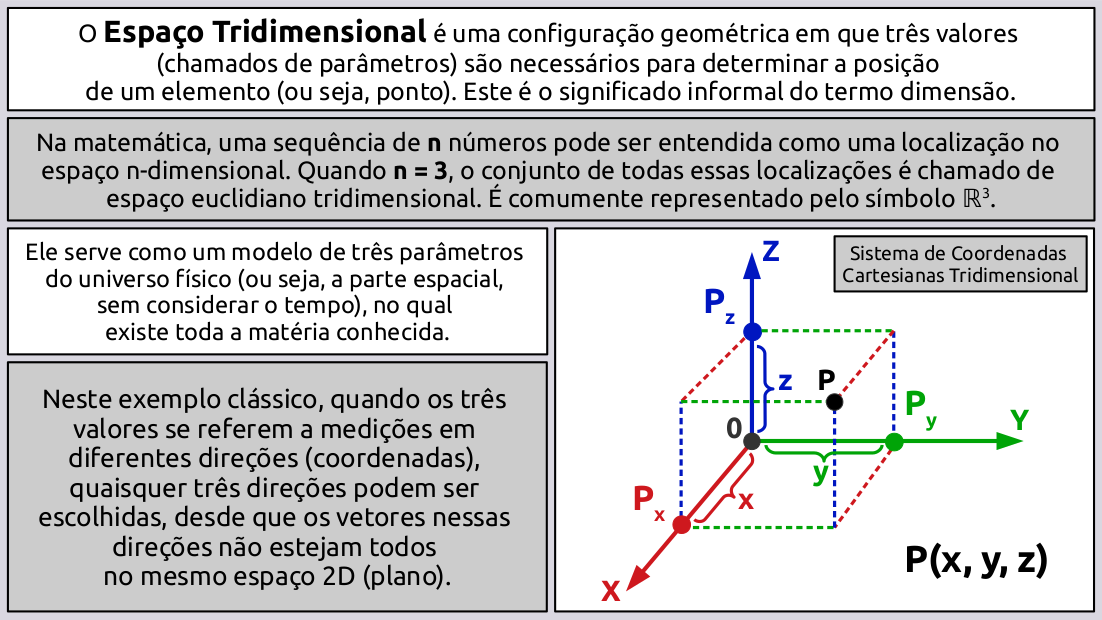 O Espaço Tridimensional é uma configuração geométrica em que três valores
(chamados de parâmetros) são necessários para determinar a posição
de um elemento (ou seja, ponto). Este é o significado informal do termo dimensão.
Na matemática, uma sequência de n números pode ser entendida como uma localização no
espaço n-dimensional. Quando n = 3, o conjunto de todas essas localizações é chamado de
espaço euclidiano tridimensional. É comumente representado pelo símbolo ℝ³.
Ele serve como um modelo de três parâmetros
do universo físico (ou seja, a parte espacial,
sem considerar o tempo), no qual
existe toda a matéria conhecida.
Neste exemplo clássico, quando os três
valores se referem a medições em
diferentes direções (coordenadas),
quaisquer três direções podem ser
escolhidas, desde que os vetores nessas
direções não estejam todos
no mesmo espaço 2D (plano).
Sistema de Coordenadas
Cartesianas Tridimensional
Z
Pz
z
P
Py
0
Y
y
Px
x
P(x, y, z)
X